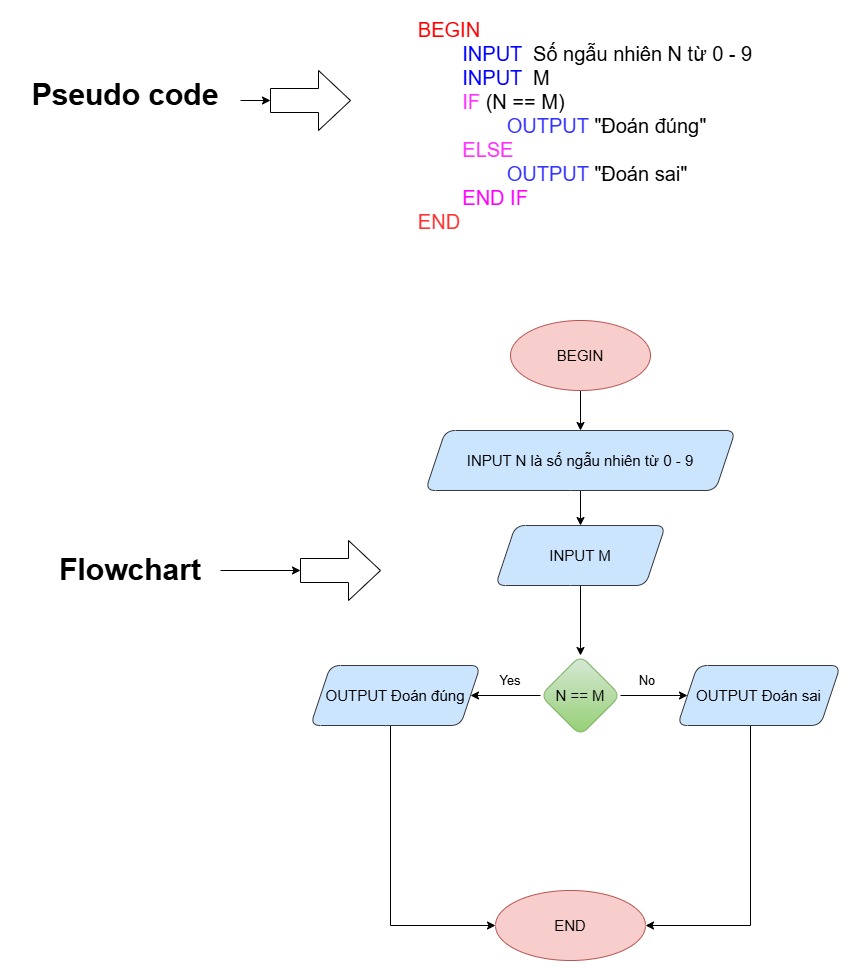 Pseudo code
BEGIN
INPUT Số ngẫu nhiên N từ 0 - 9
INPUT M
IF (N == M)
OUTPUT "Đoán đúng"
ELSE
OUTPUT "Đoán sai"
END IF
END
Flowchart
BEGIN
INPUT N là số ngẫu nhiên từ 0 - 9
INPUT M
N == M
Yes
No
OUTPUT Đoán đúng
OUTPUT Đoán sai
END